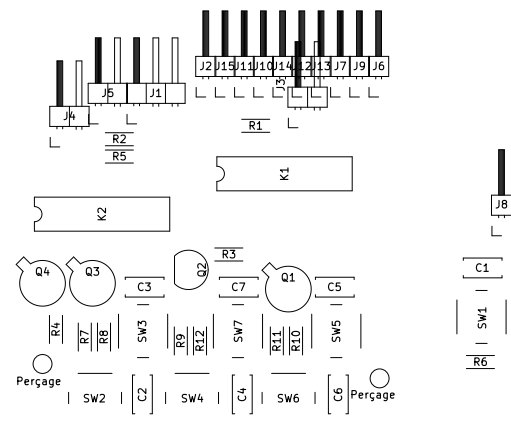 J2 J15 J11 J10 J14 J12 J13 J7 J9 J6
J3
J5 J1
J4
R1
R2
R5
K1
J8
K2
R3
Q4 Q3 Q2 Q1 C1
C3 C7 C5
R4 R7 R8 SW3 R9 R12 SW7 R11 R10 SW5 SW1
R6
Perçage
Perçage
SW2 C2 SW4 C4 SW6 C6